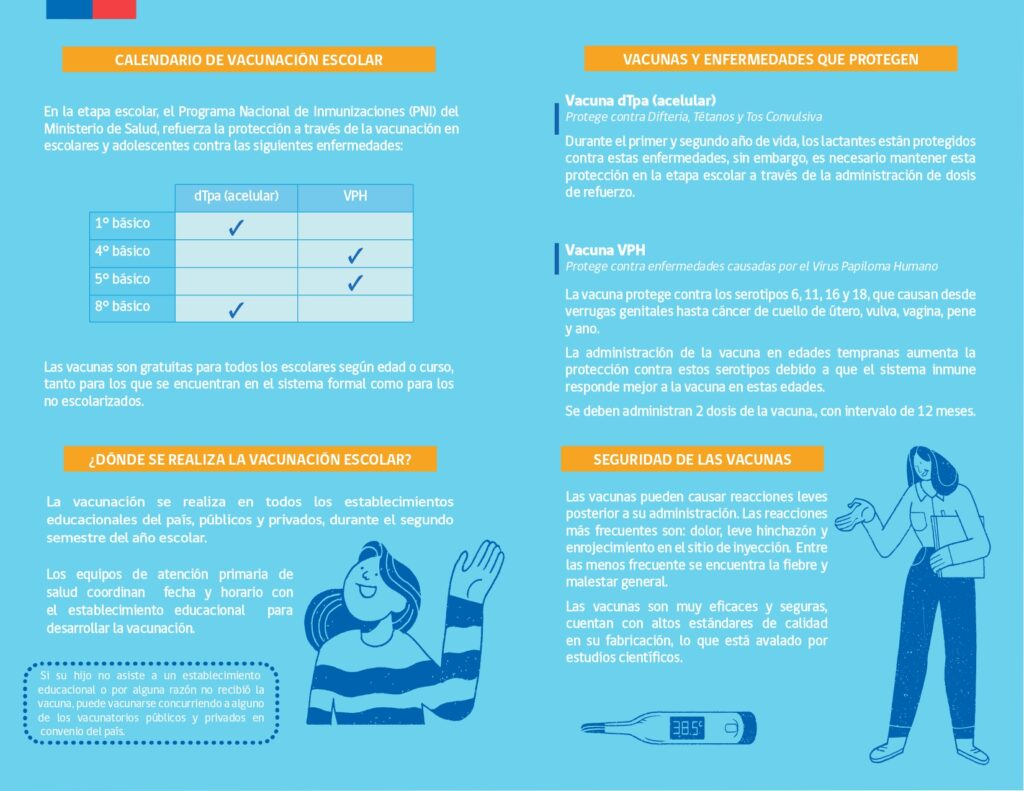 CALENDARIO DE VACUNACIÓN ESCOLAR
En la etapa escolar, el Programa Nacional de Inmunizaciones (PNI) del
Ministerio de Salud, refuerza la protección a través de la vacunación en
escolares y adolescentes contra las siguientes enfermedades:
dTpa (acelular) VPH
1° básico ✓
4° básico ✓
5° básico ✓
8° básico ✓
Las vacunas son gratuitas para todos los escolares según edad o curso,
tanto para los que se encuentran en el sistema formal como para los
no escolarizados.
¿DÓNDE SE REALIZA LA VACUNACIÓN ESCOLAR?
La vacunación se realiza en todos los establecimientos
educacionales del país, públicos y privados, durante el segundo
semestre del año escolar.
Los equipos de atención primaria de
salud coordinan fecha y horario con
el establecimiento educacional para
desarrollar la vacunación.
Si su hijo no asiste a un establecimiento
educacional o por alguna razón no recibió la
vacuna, puede vacunarse concurriendo a alguno
de los vacunatorios públicos y privados en
convenio del país.
VACUNAS Y ENFERMEDADES QUE PROTEGEN
Vacuna dTpa (acelular)
Protege contra Difteria, Tétanos y Tos Convulsiva
Durante el primer y segundo año de vida, los lactantes están protegidos
contra estas enfermedades, sin embargo, es necesario mantener esta
protección en la etapa escolar a través de la administración de dosis
de refuerzo.
Vacuna VPH
Protege contra enfermedades causadas por el Virus Papiloma Humano
La vacuna protege contra los serotipos 6, 11, 16 y 18, que causan desde
verrugas genitales hasta cáncer de cuello de útero, vulva, vagina, pene
y ano.
La administración de la vacuna en edades tempranas aumenta la
protección contra estos serotipos debido a que el sistema inmune
responde mejor a la vacuna en estas edades.
Se deben administran 2 dosis de la vacuna., con intervalo de 12 meses.
SEGURIDAD DE LAS VACUNAS
Las vacunas pueden causar reacciones leves
posterior a su administración. Las reacciones
más frecuentes son: dolor, leve hinchazón y
enrojecimiento en el sitio de inyección. Entre
las menos frecuente se encuentra la fiebre y
malestar general.
Las vacunas son muy eficaces y seguras,
cuentan con altos estándares de calidad
en su fabricación, lo que está avalado por
estudios científicos.
38.5°